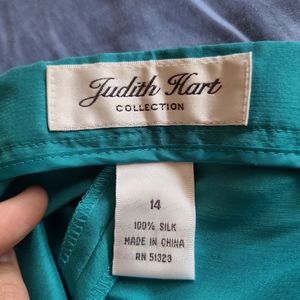 Judith Hart
COLLECTION
14
100% SILK
MADE IN CHINA
RN 51323